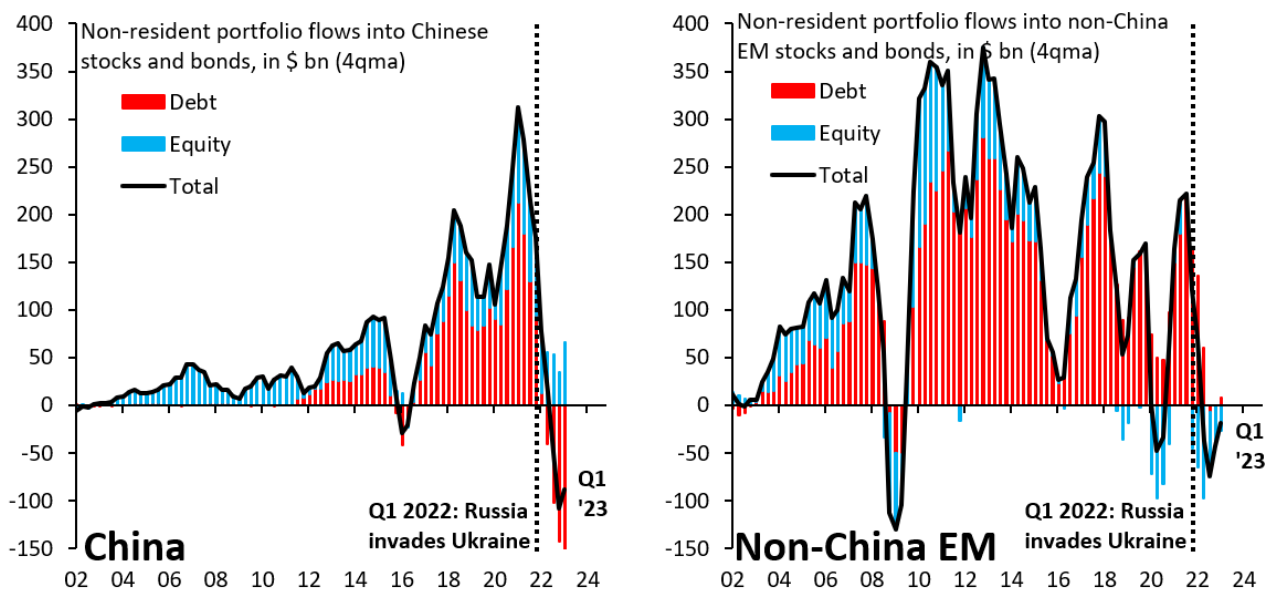 Non-resident portfolio flows into Chinese
stocks and bonds, in $ bn (4qma)
Debt
Equity
Total
400
350
300
250
200
150
100
50
0
-50
-100
-150
Q1
'23
Q1 2022: Russia
invades Ukraine
China
02 04 06 08 10 12 14 16 18 20 22 24
Non-resident portfolio flows into non-China
EM stocks and bonds, in $ bn (4qma)
Debt
Equity
Total
400
350
300
250
200
150
100
50
0
-50
-100
-150
Q1
'23
Q1 2022: Russia
invades Ukraine
Non-China EM
02 04 06 08 10 12 14 16 18 20 22 24